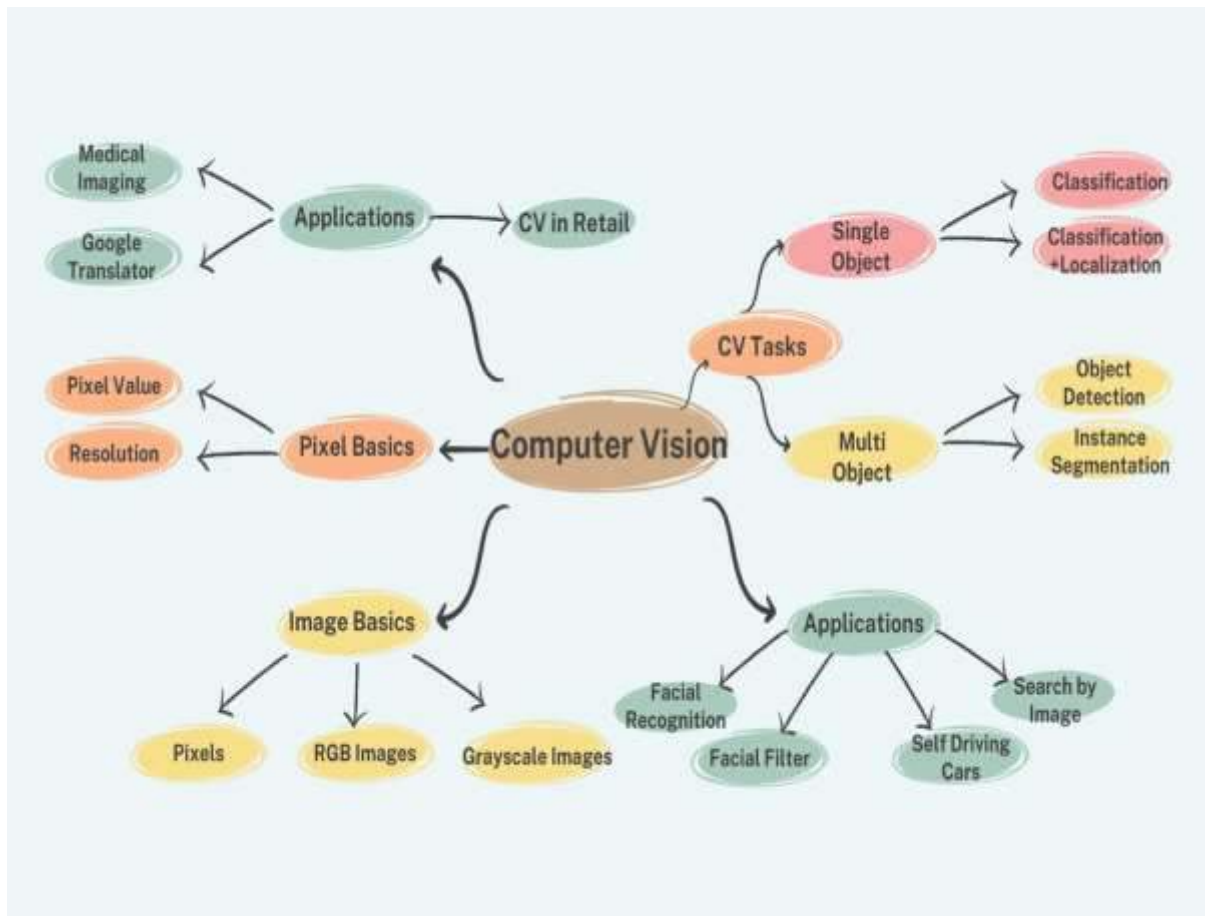 Medical
Imaging
Applications
CV in Retail
Google
Translator
Single
Object
Classification
Classification
+Localization
CV Tasks
Pixel Value
Resolution
Pixel Basics
Computer Vision
Multi
Object
Object
Detection
Instance
Segmentation
Image Basics
Pixels
RGB Images
Grayscale Images
Applications
Facial
Recognition
Facial Filter
Self Driving
Cars
Search by
Image